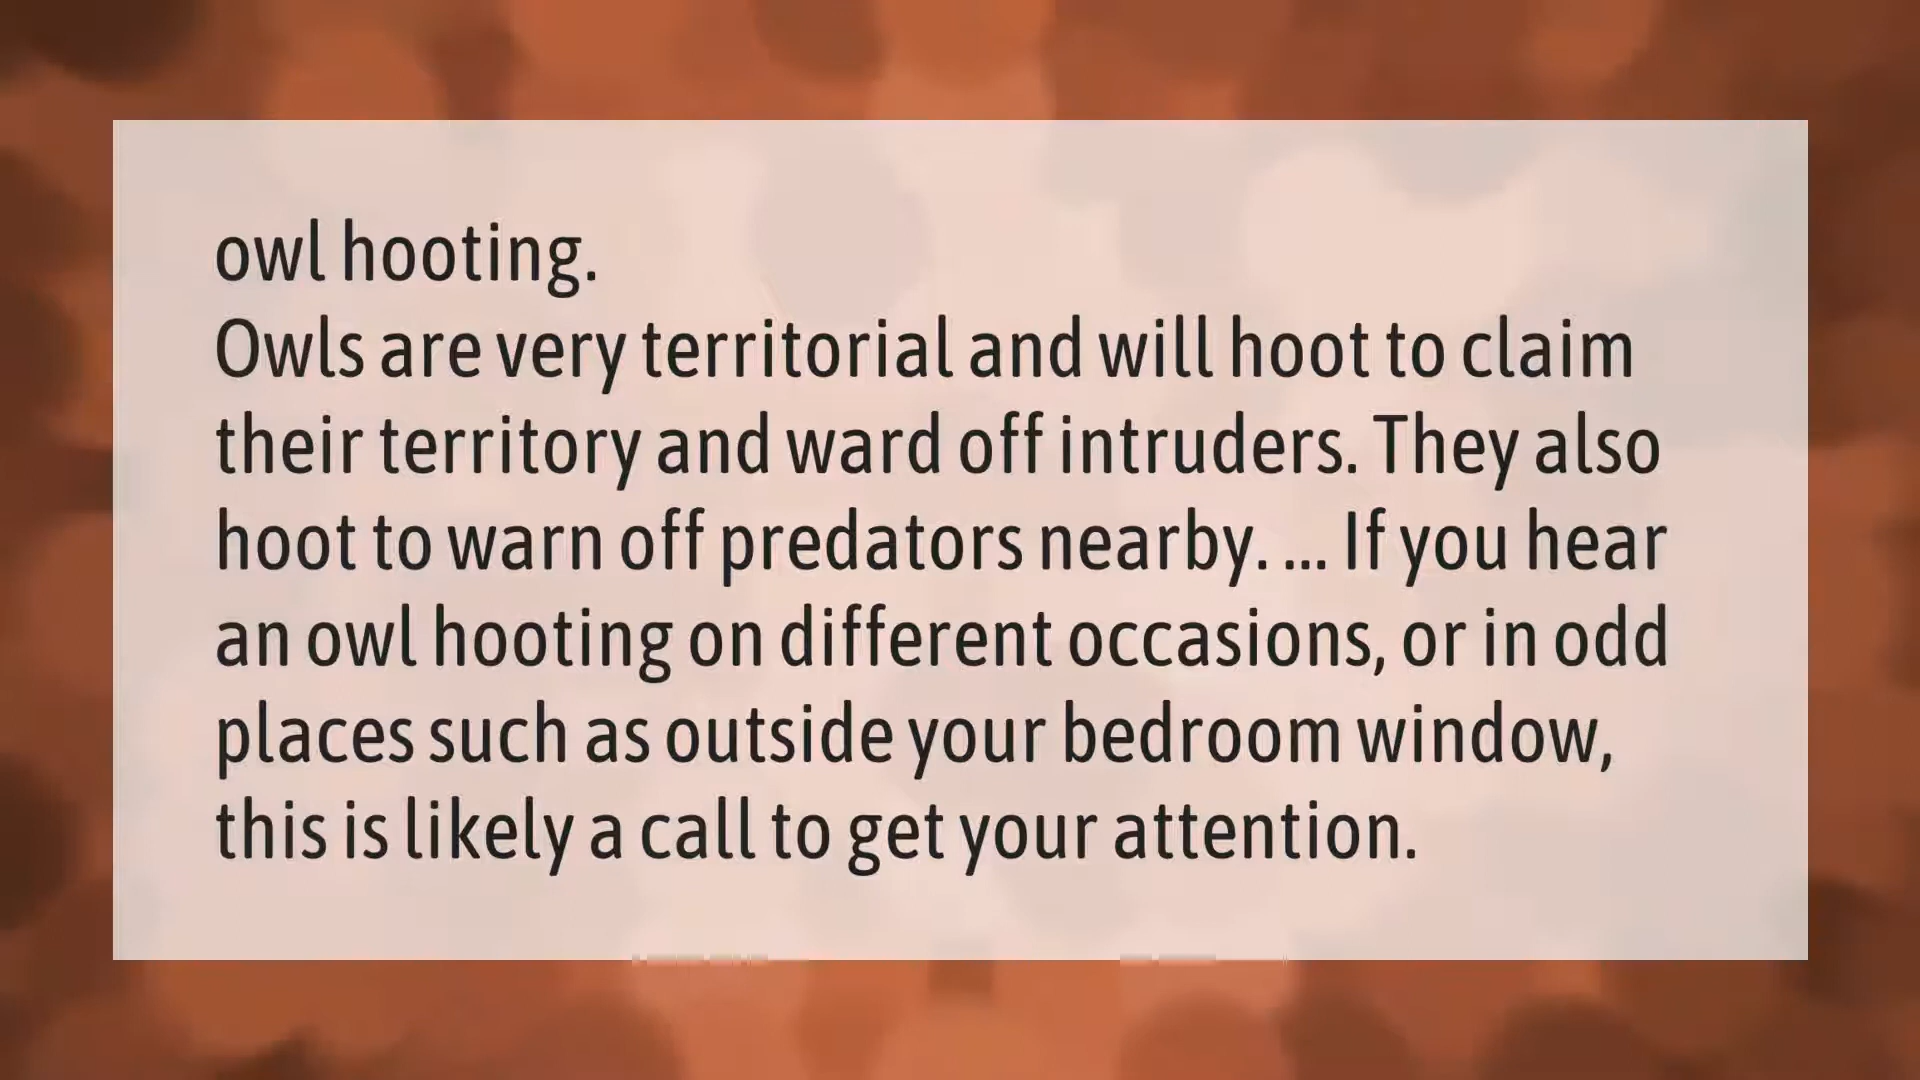 owl hooting.
Owls are very territorial and will hoot to claim
their territory and ward off intruders. They also
hoot to warn off predators nearby. ... If you hear
an owl hooting on different occasions, or in odd
places such as outside your bedroom window,
this is likely a call to get your attention.